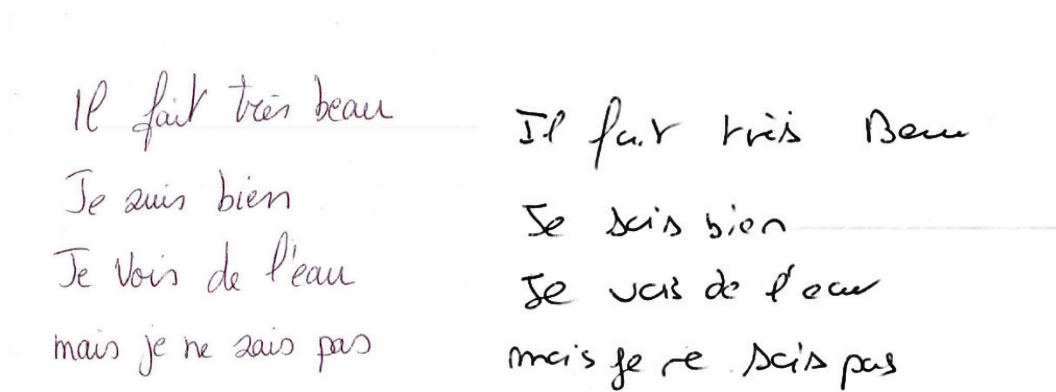 Il fait très beau
Je suis bien
Je vois de l'eau
mais je ne sais pas
Il fait très Beau
Je suis bien
Je vois de l'eau
mais je ne sais pas